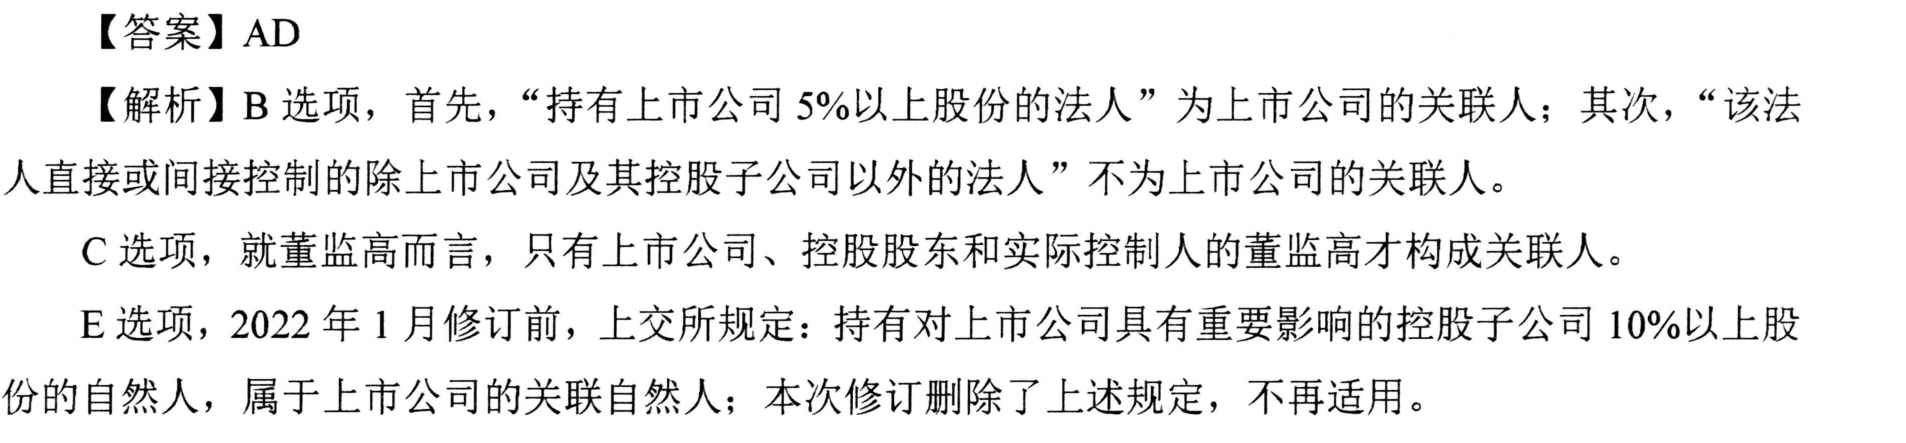 【答案】AD
【解析】B 选项，首先，“持有上市公司 5%以上股份的法人”为上市公司的关联人；其次，“该法
人直接或间接控制的除上市公司及其控股子公司以外的法人”不为上市公司的关联人。
C 选项，就董监高而言，只有上市公司、控股股东和实际控制人的董监高才构成关联人。
E 选项，2022 年 1 月修订前，上交所规定：持有对上市公司具有重要影响的控股子公司 10%以上股
份的自然人，属于上市公司的关联自然人；本次修订删除了上述规定，不再适用。